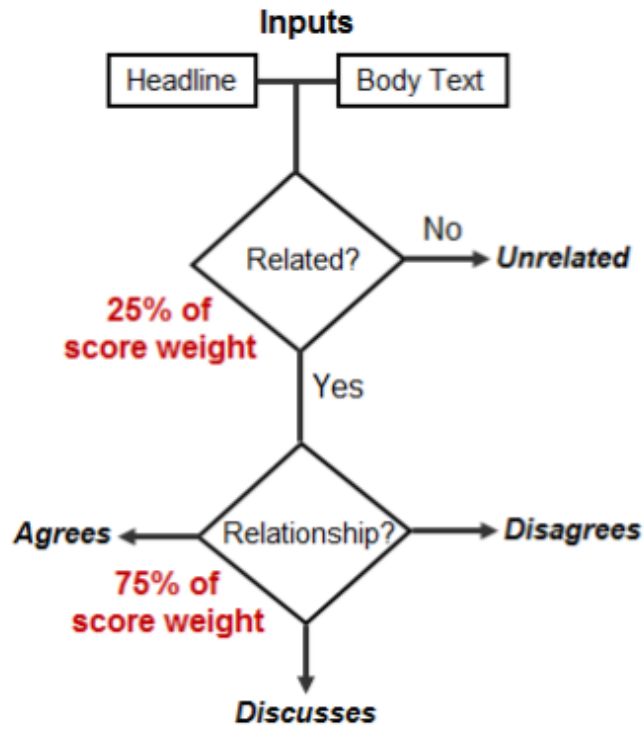 Inputs
Headline
Body Text
Related?
No
Unrelated
25% of
score weight
Yes
Agrees
Relationship?
Disagrees
75% of
score weight
Discusses